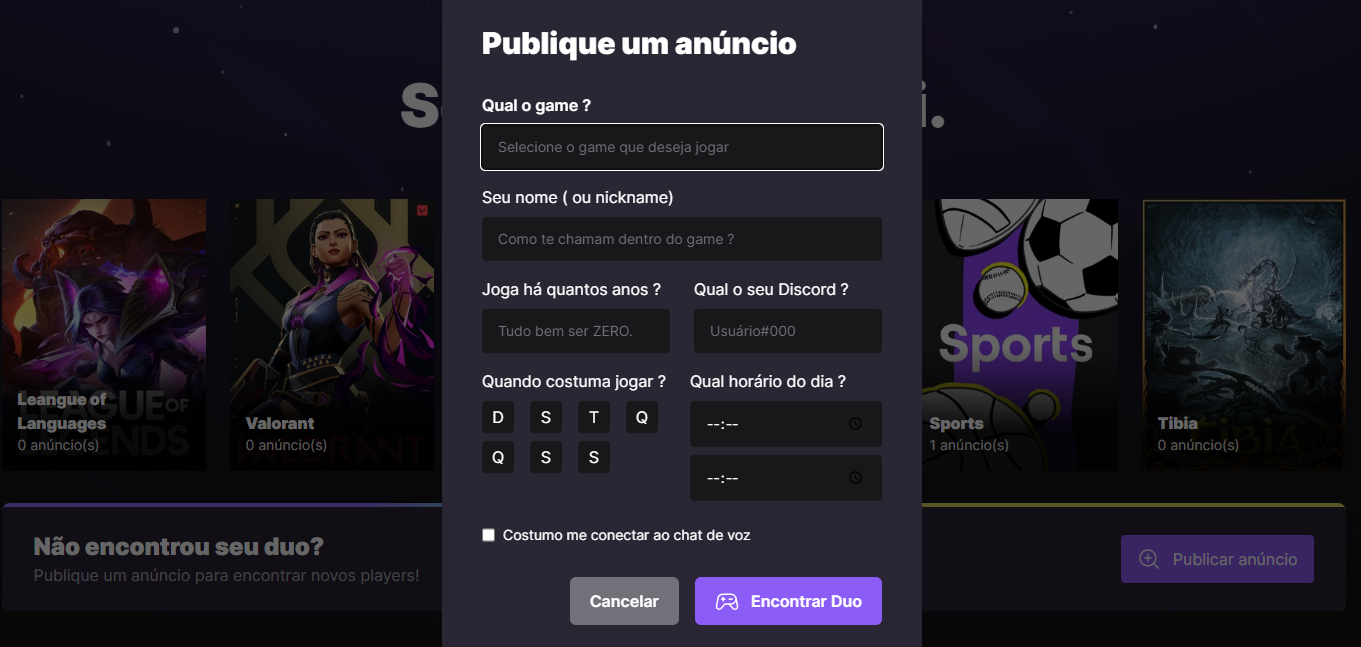 Publique um anúncio
S i.
Qual o game ?
Selecione o game que deseja jogar
Seu nome ( ou nickname)
Como te chamam dentro do game ?
Joga há quantos anos ? Qual o seu Discord ?
Tudo bem ser ZERO. Usuário#000
Quando costuma jogar ? Qual horário do dia ?
D S T Q
Q S S
--:--
--:--
Costumo me conectar ao chat de voz
Cancelar Encontrar Duo
LEAGUE OF
LEGENDS
Leangue of
Languages
0 anúncio(s)
VALORANT
Valorant
0 anúncio(s)
Sports
Sports
1 anúncio(s)
TIBIA
Tibia
0 anúncio(s)
Não encontrou seu duo?
Publique um anúncio para encontrar novos players!
Publicar anúncio